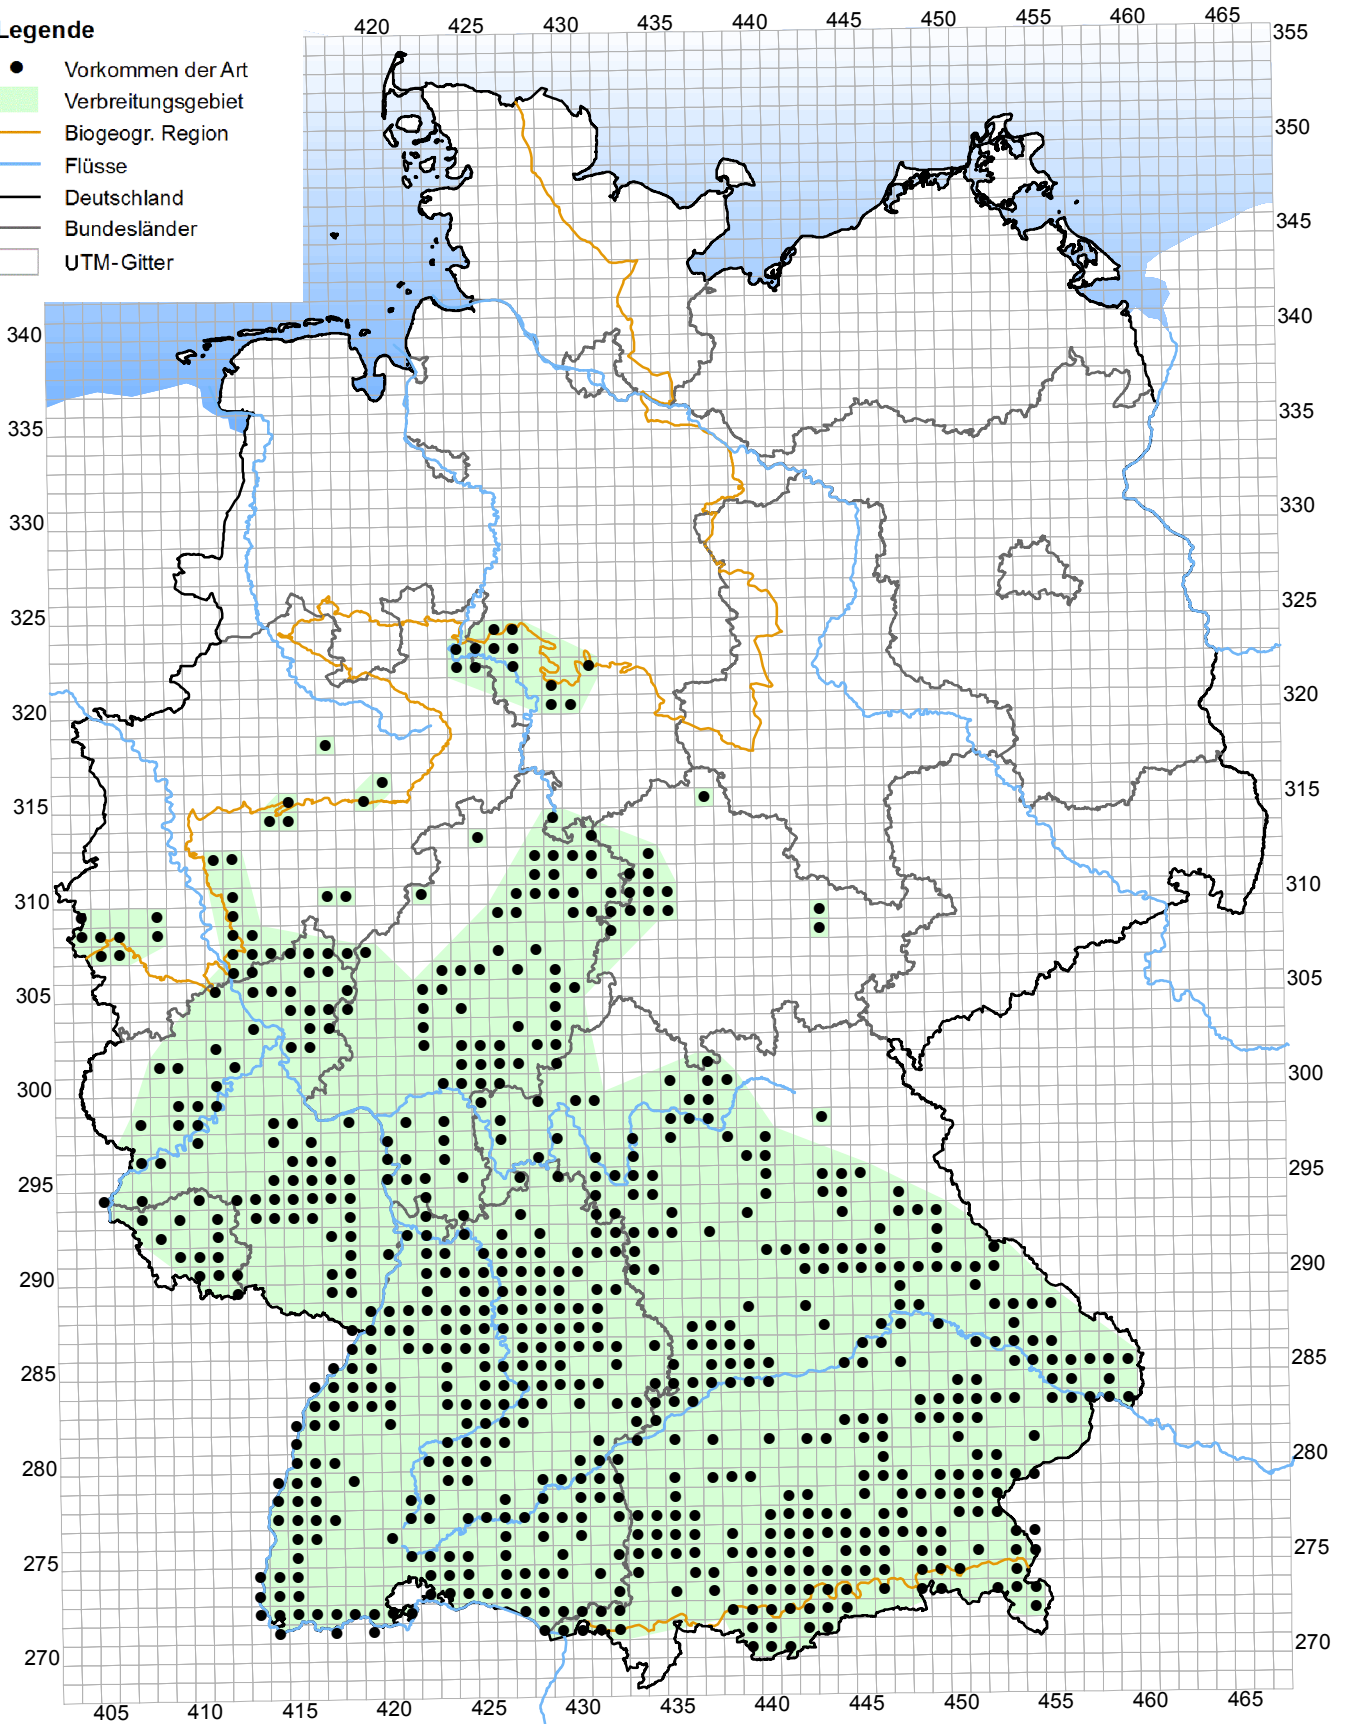 Legende
Vorkommen der Art
Verbreitungsgebiet
Biogeogr. Region
Flüsse
Deutschland
Bundesländer
UTM-Gitter
420 425 430 435 440 445 450 455 460 465
355
350
345
340 340
335 335
330 330
325 325
320 320
315 315
310 310
305 305
300 300
295 295
290 290
285 285
280 280
275 275
270 270
405 410 415 420 425 430 435 440 445 450 455 460 465